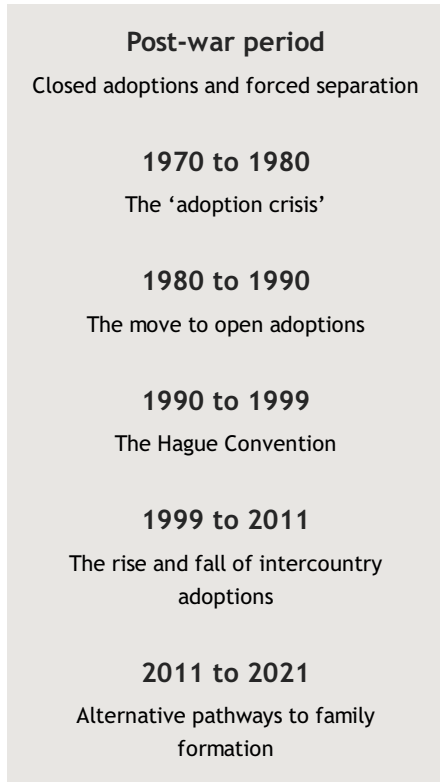 Post-war period
Closed adoptions and forced separation
1970 to 1980
The ‘adoption crisis’
1980 to 1990
The move to open adoptions
1990 to 1999
The Hague Convention
1999 to 2011
The rise and fall of intercountry
adoptions
2011 to 2021
Alternative pathways to family
formation